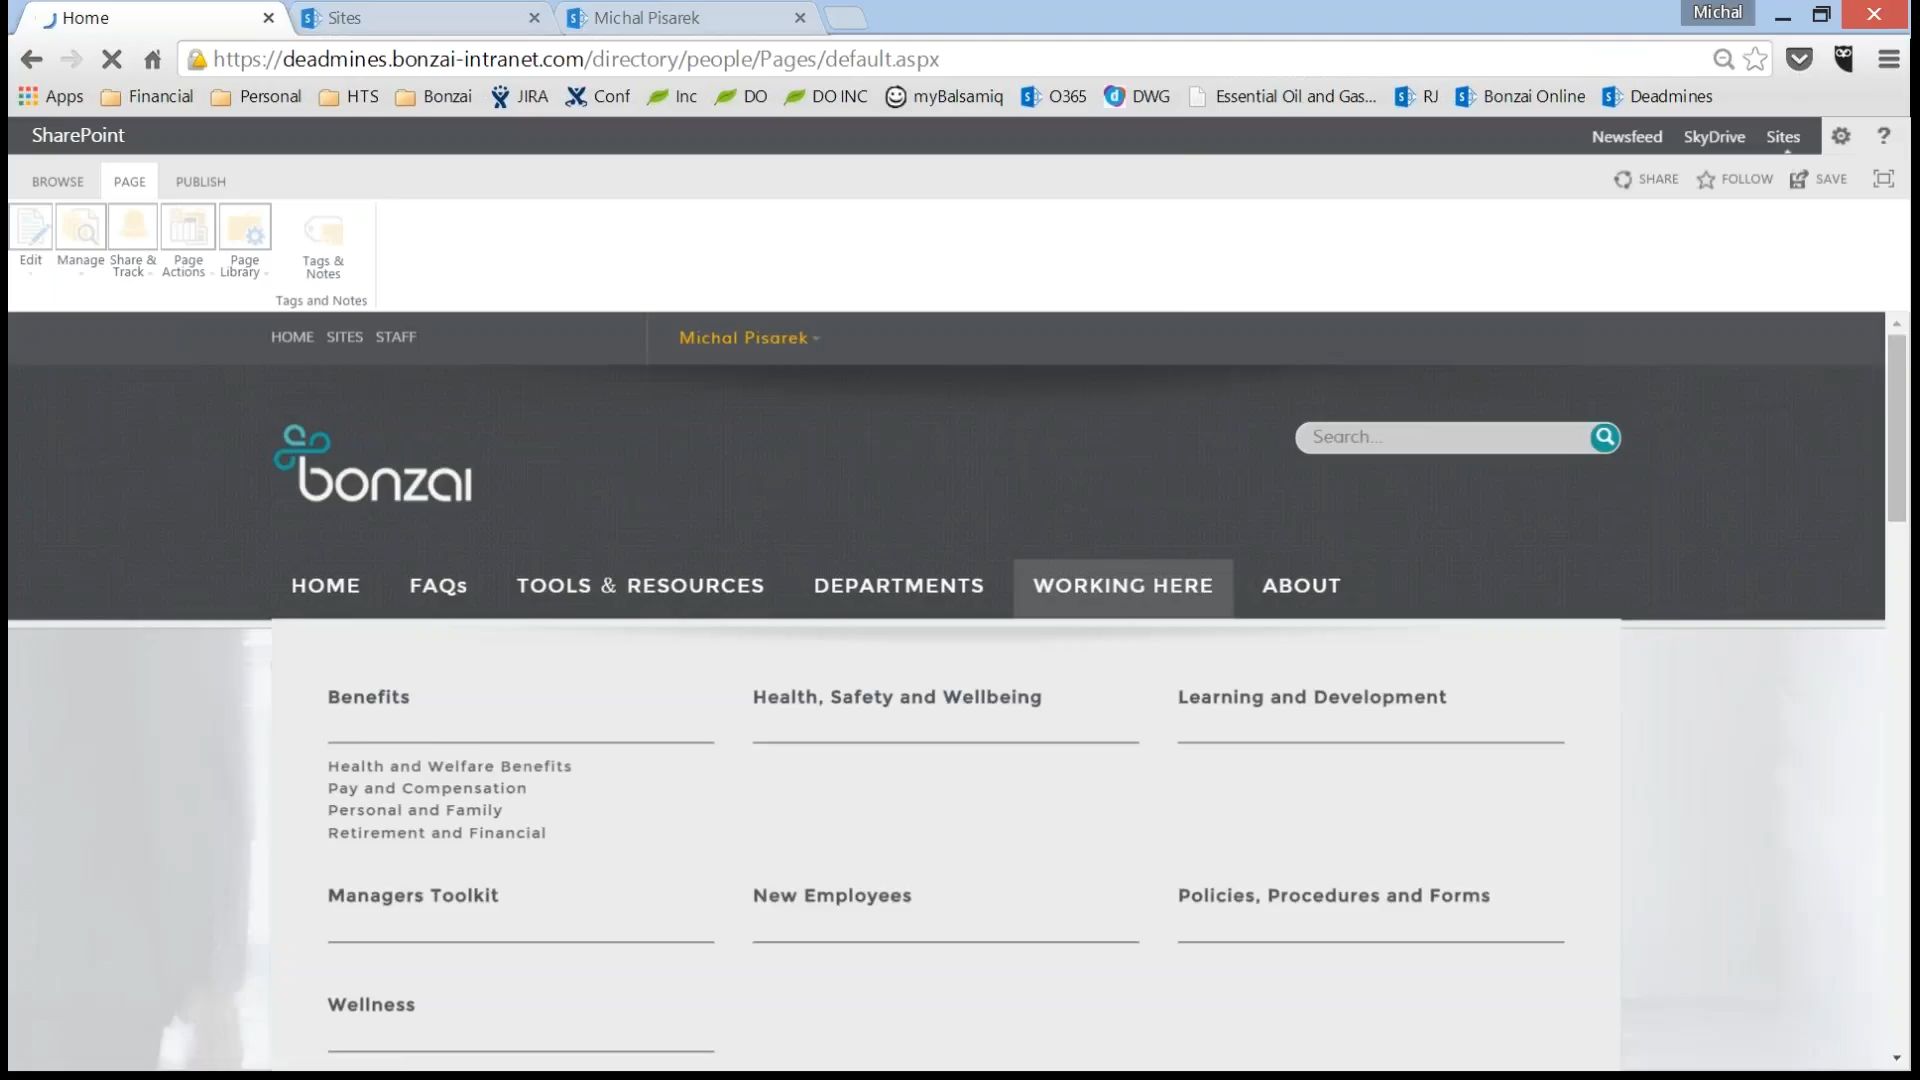 Home
Sites
Michal Pisarek
Michal
https://deadmines.bonzai-intranet.com/directory/people/Pages/default.aspx
Apps Financial Personal HTS Bonzai JIRA Conf Inc DO DO INC myBalsamiq O365 DWG Essential Oil and Gas... RJ Bonzai Online Deadmines
SharePoint
Newsfeed SkyDrive Sites ?
BROWSE PAGE PUBLISH
SHARE FOLLOW SAVE
Edit
Manage
Share &
Track
Page
Actions
Page
Library
Tags &
Notes
Tags and Notes
HOME SITES STAFF
Michal Pisarek
bonzai
Search...
HOME FAQs TOOLS & RESOURCES DEPARTMENTS WORKING HERE ABOUT
Benefits
Health and Welfare Benefits
Pay and Compensation
Personal and Family
Retirement and Financial
Health, Safety and Wellbeing
Learning and Development
Managers Toolkit
New Employees
Policies, Procedures and Forms
Wellness